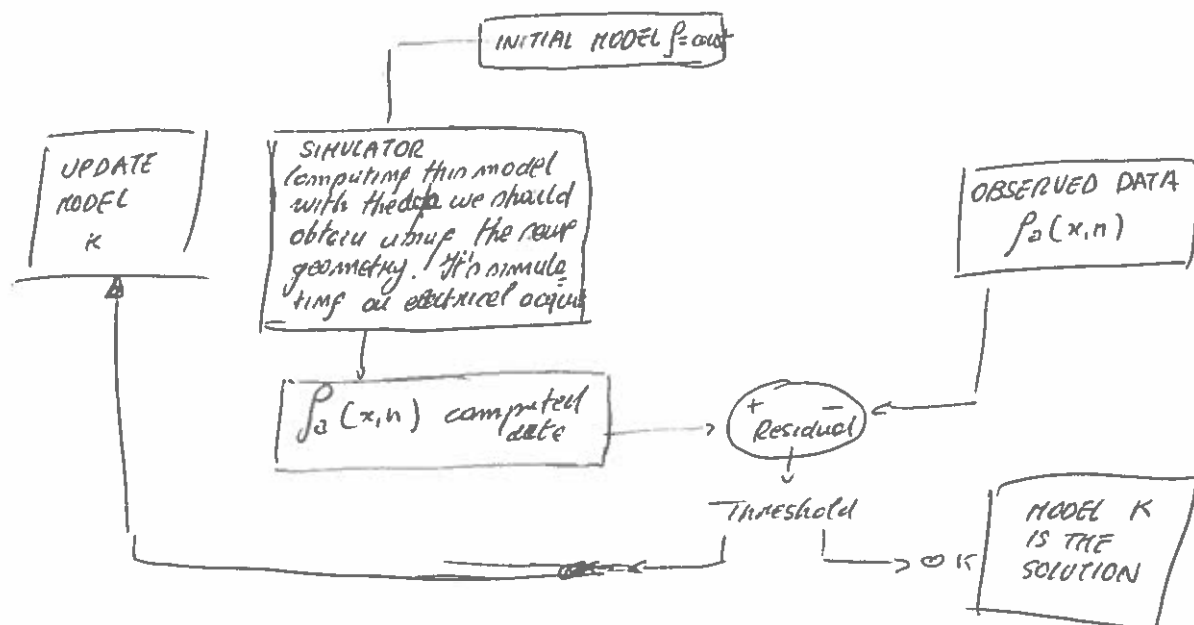 INITIAL MODEL ρ=cost
UPDATE
MODEL
K
SIMULATOR
Computing this model
with the we should
obtain using the same
geometry. It's simula
ting an electrical acquis
OBSERVED DATA
ρa(x,n)
ρa(x,n) computed
data
+ −
Residual
Threshold
OK
MODEL K
IS THE
SOLUTION